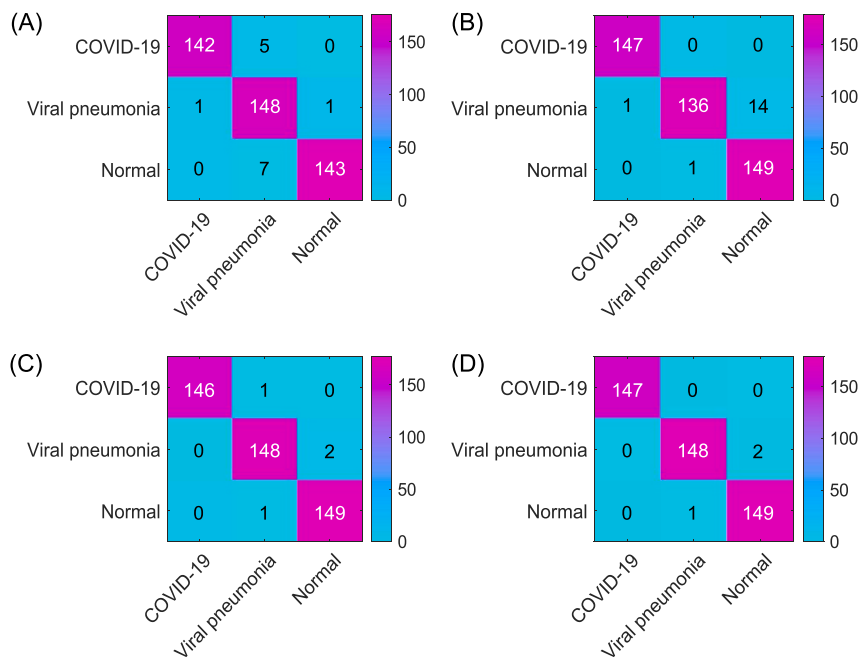 (A)
COVID-19 142 5 0
Viral pneumonia 1 148 1
Normal 0 7 143
150
100
50
0
COVID-19 Viral pneumonia Normal
(B)
COVID-19 147 0 0
Viral pneumonia 1 136 14
Normal 0 1 149
150
100
50
0
COVID-19 Viral pneumonia Normal
(C)
COVID-19 146 1 0
Viral pneumonia 0 148 2
Normal 0 1 149
150
100
50
0
COVID-19 Viral pneumonia Normal
(D)
COVID-19 147 0 0
Viral pneumonia 0 148 2
Normal 0 1 149
150
100
50
0
COVID-19 Viral pneumonia Normal